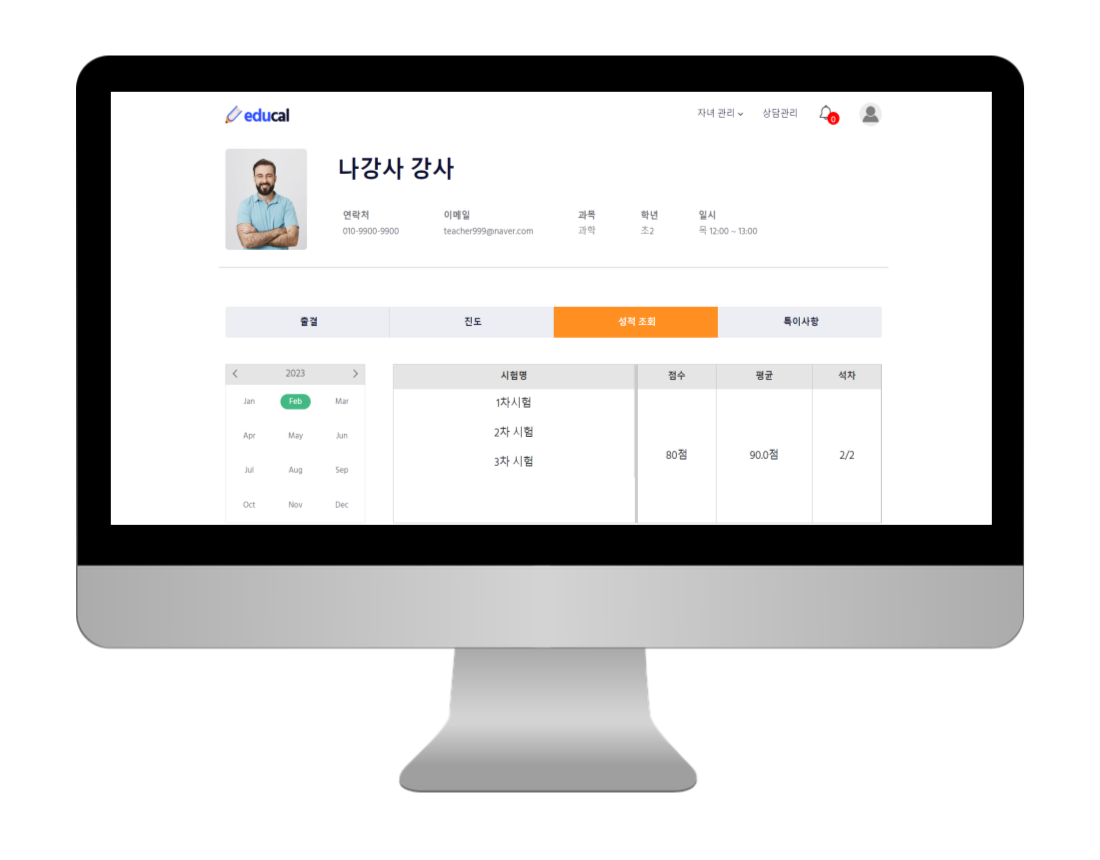 educal
자녀 관리 상담관리 0
나강사 강사
연락처 이메일 과목 학년 일시
010-9900-9900 teacher999@naver.com 과학 초2 목 12:00 ~ 13:00
출결 진도 성적 조회 특이사항
< 2023 >
Jan Feb Mar
Apr May Jun
Jul Aug Sep
Oct Nov Dec
시험명 점수 평균 석차
1차시험
2차 시험
3차 시험
80점 90.0점 2/2